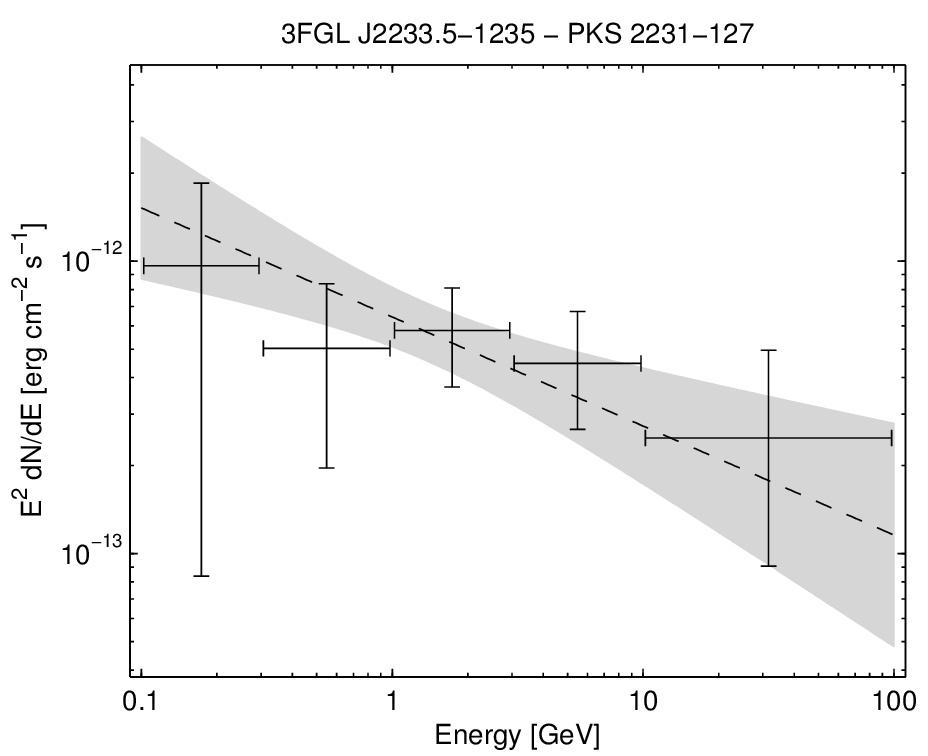 3FGL J2233.5−1235 − PKS 2231−127
E² dN/dE [erg cm⁻² s⁻¹]
10⁻¹²
10⁻¹³
0.1 1 10 100
Energy [GeV]